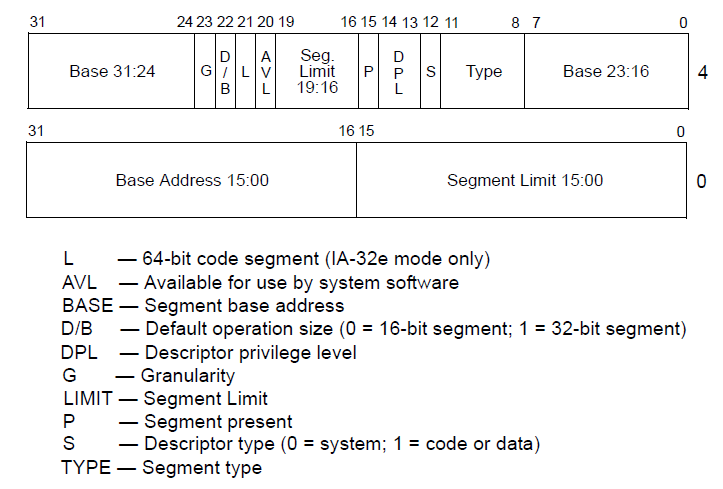 31 24 23 22 21 20 19 16 15 14 13 12 11 8 7 0
Base 31:24 G D/B L AVL Seg. Limit 19:16 P DPL S Type Base 23:16 4
31 16 15 0
Base Address 15:00 Segment Limit 15:00 0
L — 64-bit code segment (IA-32e mode only)
AVL — Available for use by system software
BASE — Segment base address
D/B — Default operation size (0 = 16-bit segment; 1 = 32-bit segment)
DPL — Descriptor privilege level
G — Granularity
LIMIT — Segment Limit
P — Segment present
S — Descriptor type (0 = system; 1 = code or data)
TYPE — Segment type